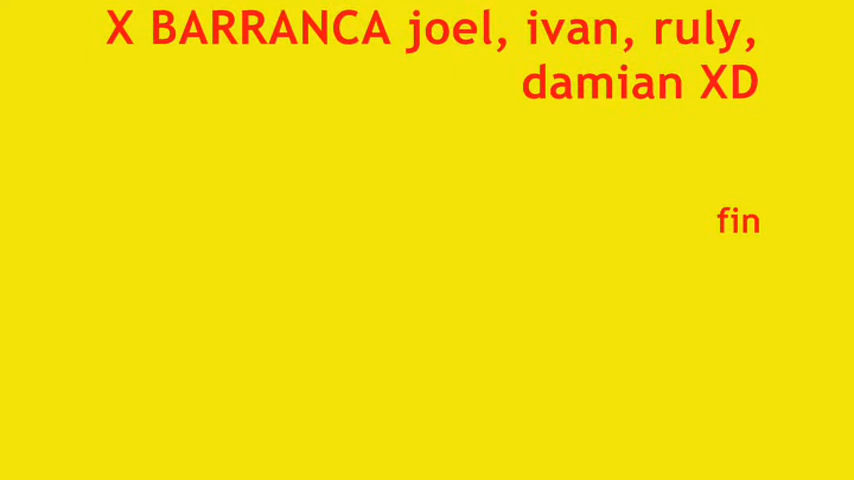 X BARRANCA joel, ivan, ruly,
damian XD
fin